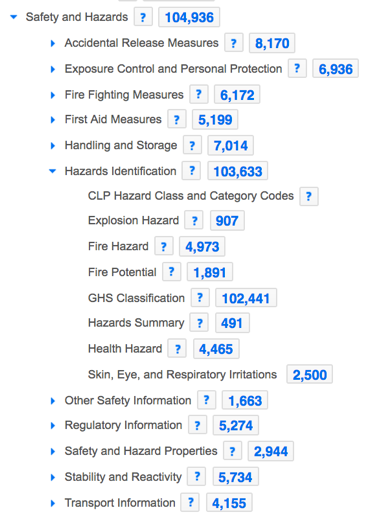 Safety and Hazards ? 104,936
Accidental Release Measures ? 8,170
Exposure Control and Personal Protection ? 6,936
Fire Fighting Measures ? 6,172
First Aid Measures ? 5,199
Handling and Storage ? 7,014
Hazards Identification ? 103,633
CLP Hazard Class and Category Codes ?
Explosion Hazard ? 907
Fire Hazard ? 4,973
Fire Potential ? 1,891
GHS Classification ? 102,441
Hazards Summary ? 491
Health Hazard ? 4,465
Skin, Eye, and Respiratory Irritations 2,500
Other Safety Information ? 1,663
Regulatory Information ? 5,274
Safety and Hazard Properties ? 2,944
Stability and Reactivity ? 5,734
Transport Information ? 4,155